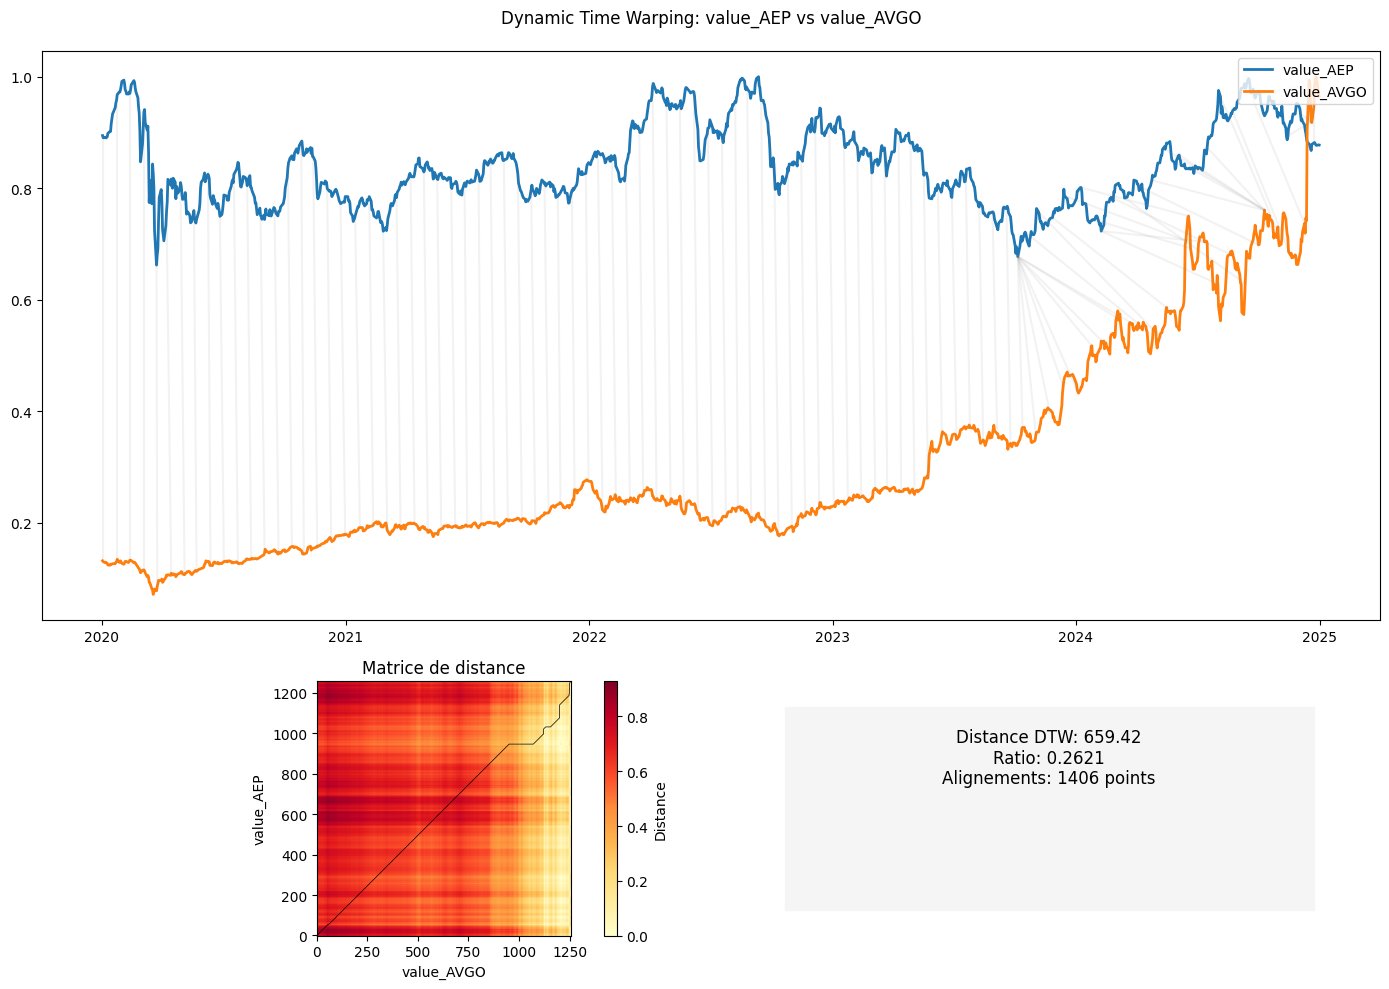 Dynamic Time Warping: value_AEP vs value_AVGO
value_AEP
value_AVGO
1.0
0.8
0.6
0.4
0.2
2020 2021 2022 2023 2024 2025
Matrice de distance
value_AEP
1200
1000
800
600
400
200
0
0 250 500 750 1000 1250
value_AVGO
0.8
0.6
0.4
0.2
0.0
Distance
Distance DTW: 659.42
Ratio: 0.2621
Alignements: 1406 points